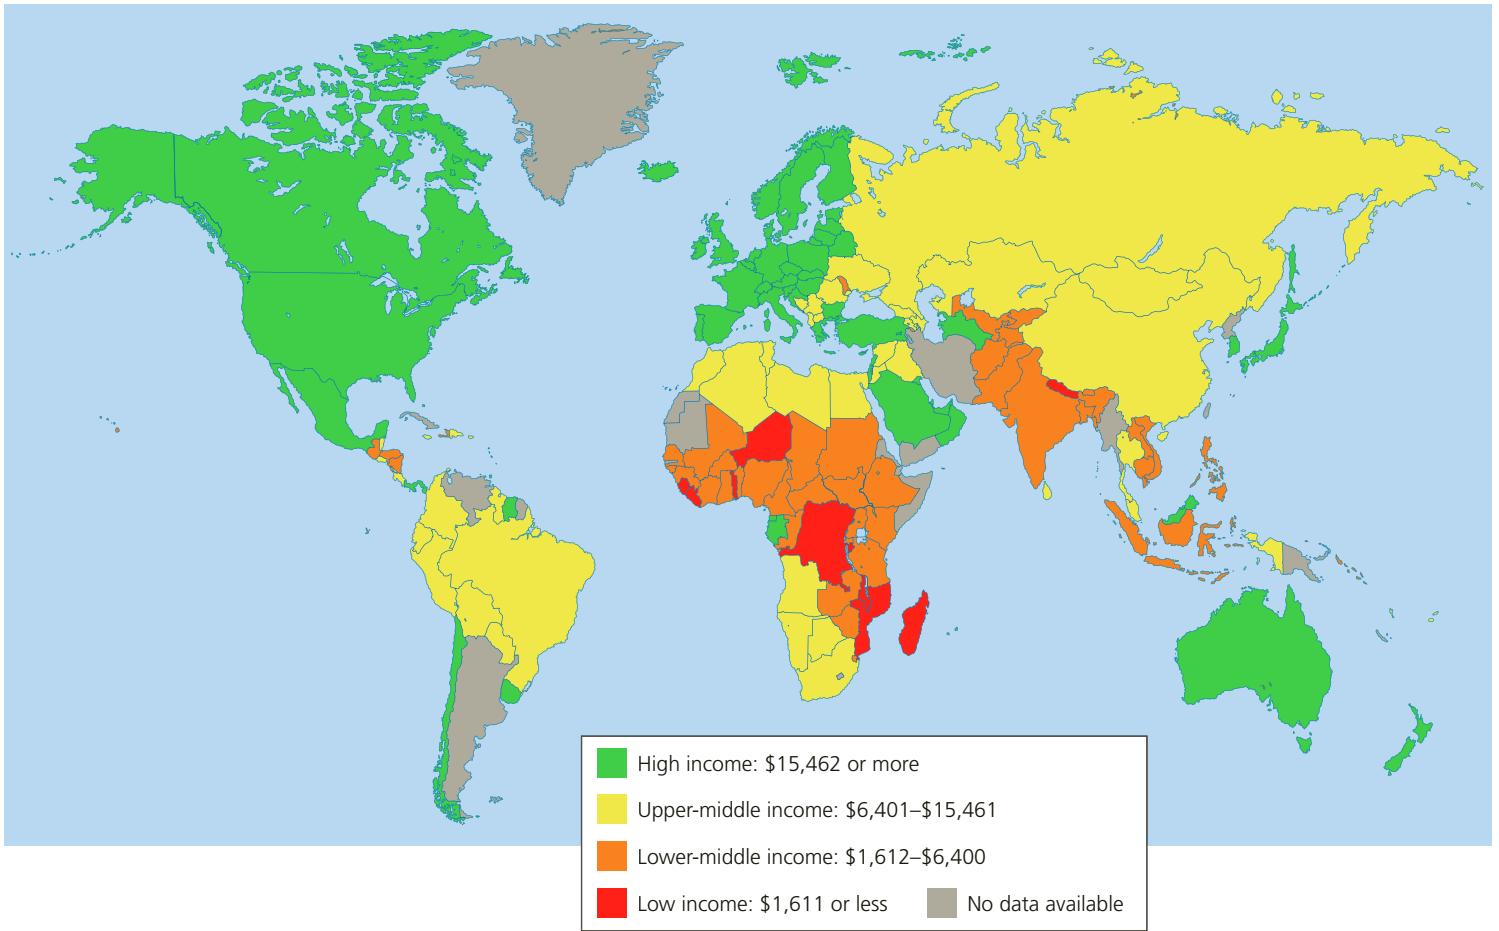 High income: $15,462 or more
Upper-middle income: $6,401–$15,461
Lower-middle income: $1,612–$6,400
Low income: $1,611 or less
No data available